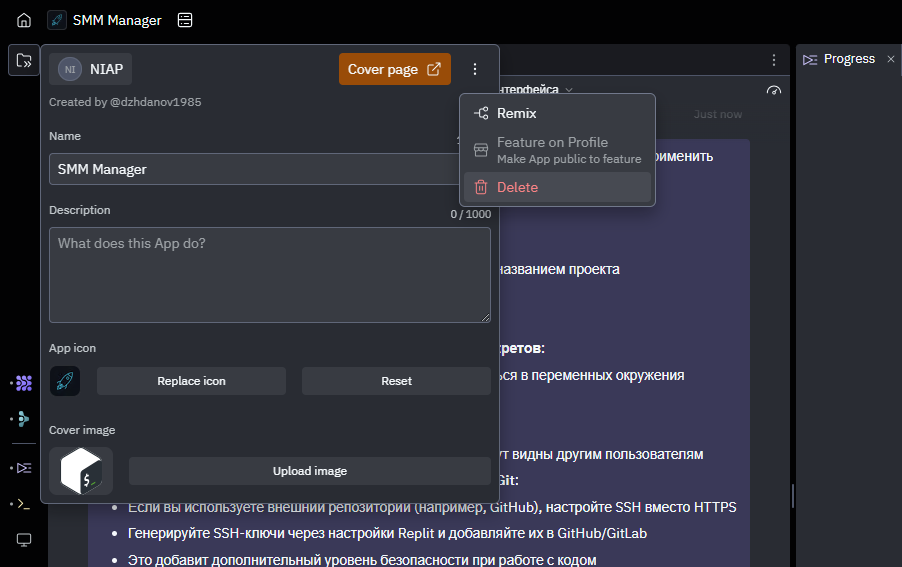 SMM Manager
NI NIAP
Cover page
Progress
Created by @dzhdanov1985
нтерфейса
Just now
Name
Remix
SMM Manager
Feature on Profile
Make App public to feature
рименить
Delete
Description
0 / 1000
What does this App do?
названием проекта
App icon
ретов:
Replace icon
Reset
ься в переменных окружения
Cover image
ут видны другим пользователям
Upload image
Git:
Если вы используете внешний репозиторий (например, GitHub), настройте SSH вместо HTTPS
Генерируйте SSH-ключи через настройки Replit и добавляйте их в GitHub/GitLab
Это добавит дополнительный уровень безопасности при работе с кодом